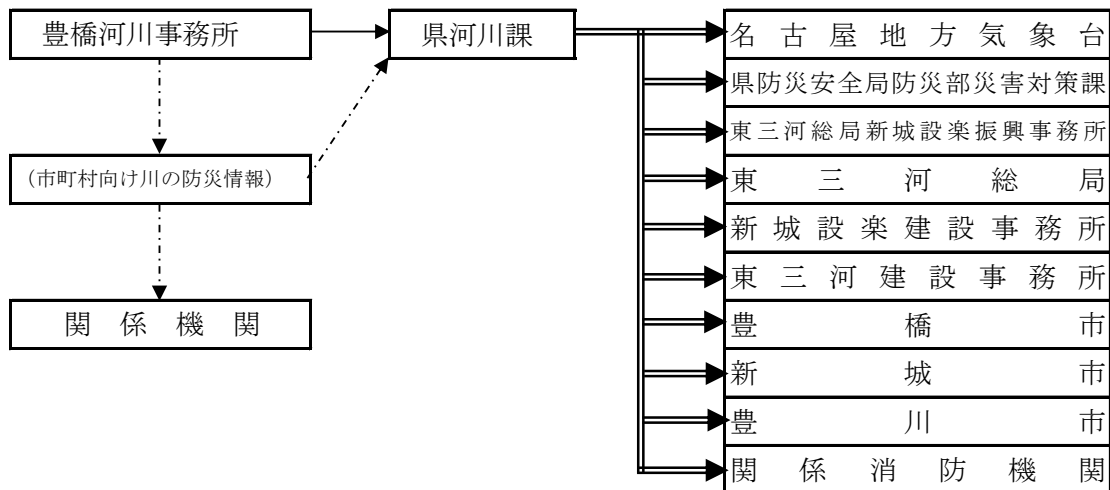 豊橋河川事務所
県河川課
名古屋地方気象台
県防災安全局防災部災害対策課
東三河総局新城設楽振興事務所
(市町村向け川の防災情報)
東三河総局
新城設楽建設事務所
東三河建設事務所
関係機関
豊橋市
新城市
豊川市
関係消防機関